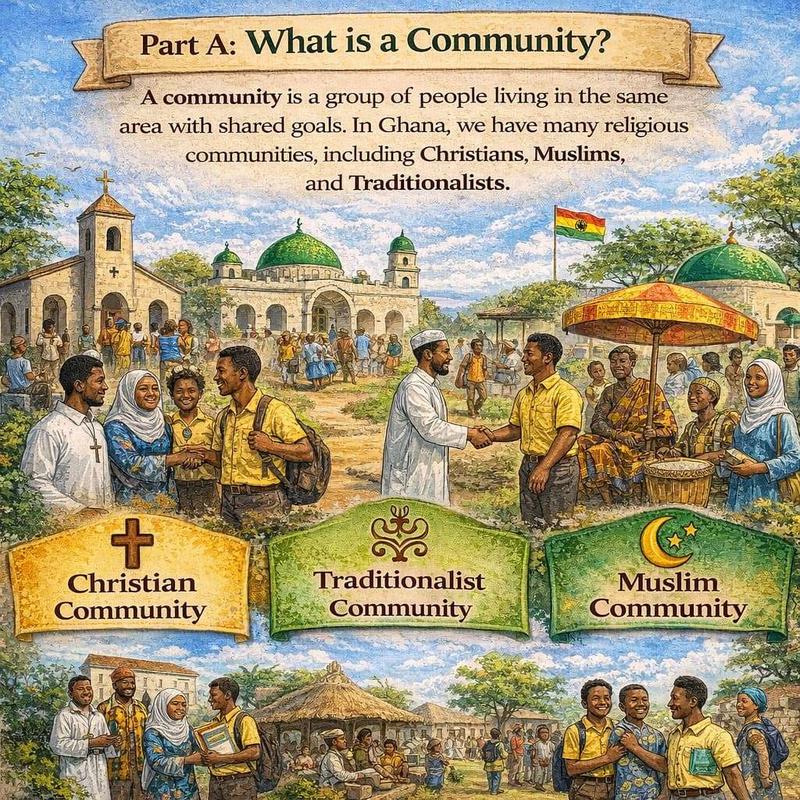 Part A: What is a Community?
A community is a group of people living in the same
area with shared goals. In Ghana, we have many religious
communities, including Christians, Muslims,
and Traditionalists.
Christian
Community
Traditionalist
Community
Muslim
Community